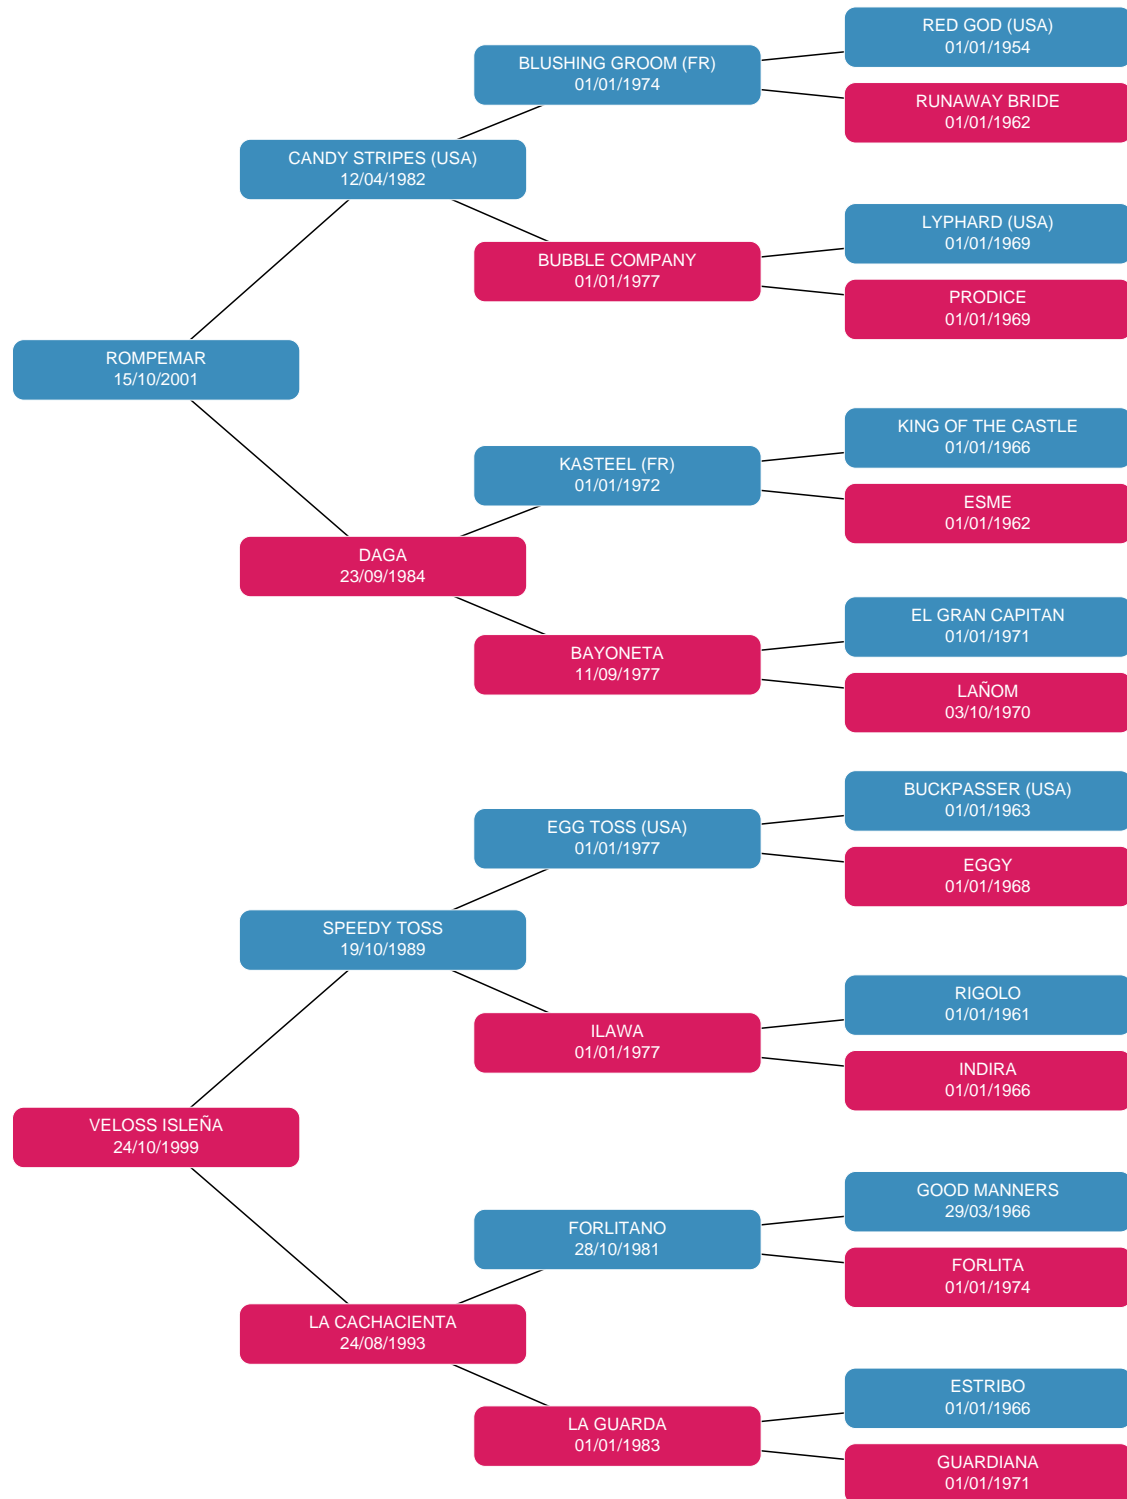 RED GOD (USA)
01/01/1954
BLUSHING GROOM (FR)
01/01/1974
RUNAWAY BRIDE
01/01/1962
CANDY STRIPES (USA)
12/04/1982
LYPHARD (USA)
01/01/1969
BUBBLE COMPANY
01/01/1977
PRODICE
01/01/1969
ROMPEMAR
15/10/2001
KING OF THE CASTLE
01/01/1966
KASTEEL (FR)
01/01/1972
ESME
01/01/1962
DAGA
23/09/1984
EL GRAN CAPITAN
01/01/1971
BAYONETA
11/09/1977
LAÑOM
03/10/1970
BUCKPASSER (USA)
01/01/1963
EGG TOSS (USA)
01/01/1977
EGGY
01/01/1968
SPEEDY TOSS
19/10/1989
RIGOLO
01/01/1961
ILAWA
01/01/1977
INDIRA
01/01/1966
VELOSS ISLEÑA
24/10/1999
GOOD MANNERS
29/03/1966
FORLITANO
28/10/1981
FORLITA
01/01/1974
LA CACHACIENTA
24/08/1993
ESTRIBO
01/01/1966
LA GUARDA
01/01/1983
GUARDIANA
01/01/1971